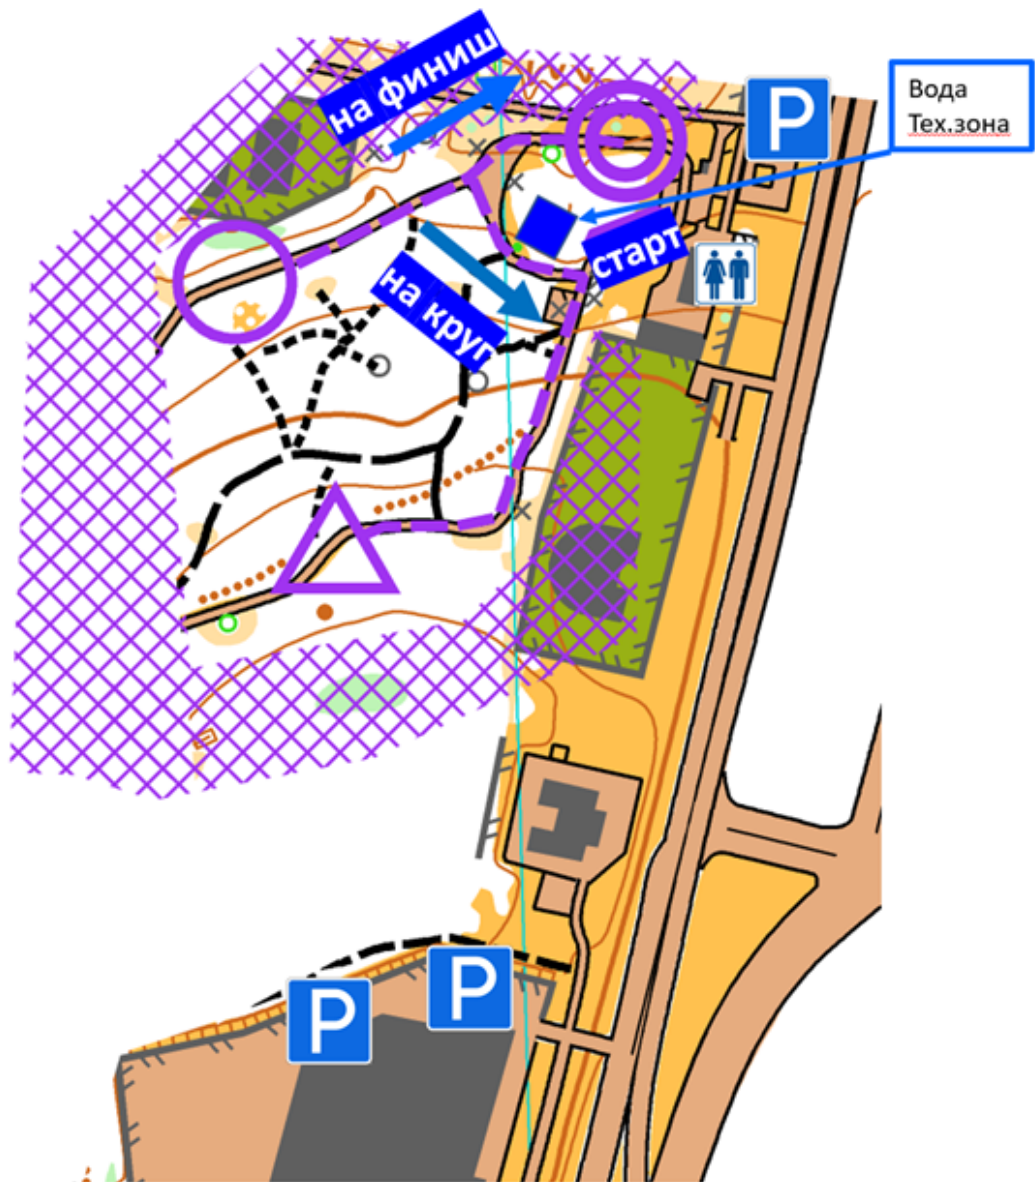 на финиш
P
Вода
Тех.зона
старт
на круг
P
P